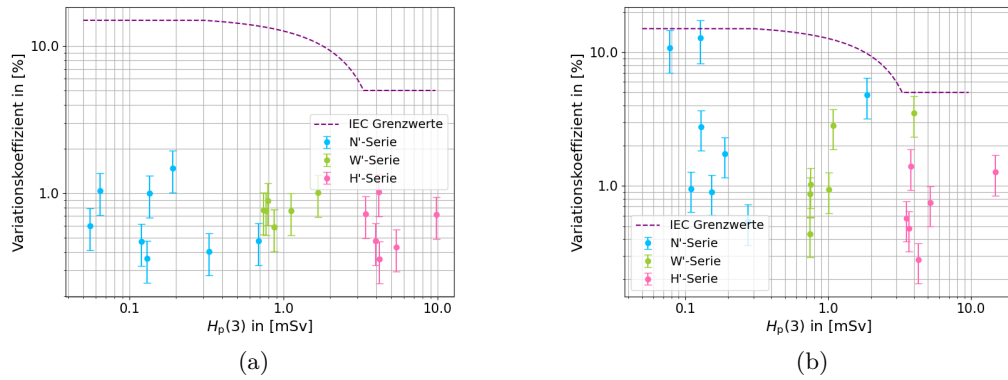 10.0
1.0
Variationskoeffizient in [%]
IEC Grenzwerte
N'-Serie
W'-Serie
H'-Serie
0.1
1.0
10.0
Hp(3) in [mSv]
(a)
10.0
1.0
Variationskoeffizient in [%]
IEC Grenzwerte
N'-Serie
W'-Serie
H'-Serie
0.1
1.0
10.0
Hp(3) in [mSv]
(b)